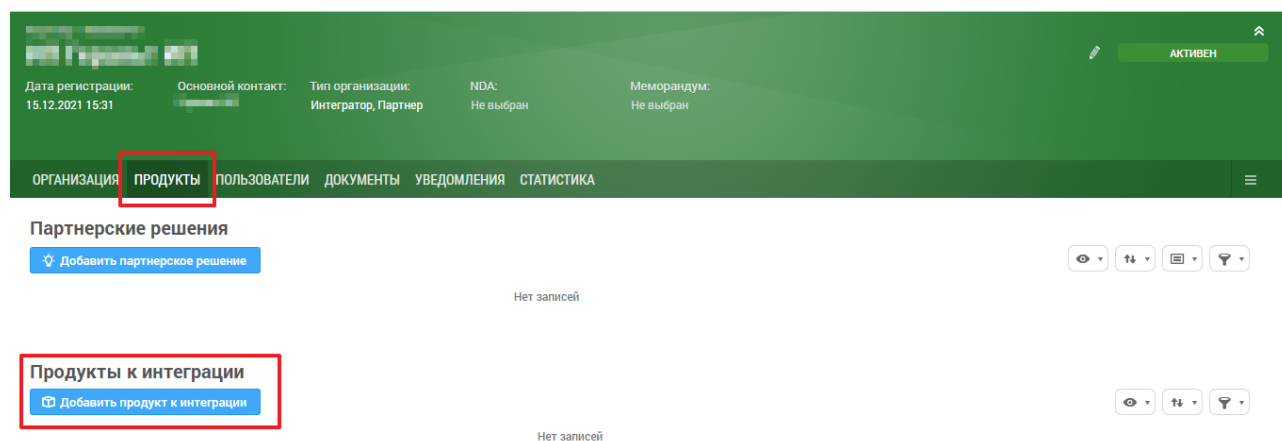 АКТИВЕН
Дата регистрации: Основной контакт: Тип организации: NDA: Меморандум:
15.12.2021 15:31 Интегратор, Партнер Не выбран Не выбран
ОРГАНИЗАЦИЯ ПРОДУКТЫ ПОЛЬЗОВАТЕЛИ ДОКУМЕНТЫ УВЕДОМЛЕНИЯ СТАТИСТИКА
Партнерские решения
Добавить партнерское решение
Нет записей
Продукты к интеграции
Добавить продукт к интеграции
Нет записей